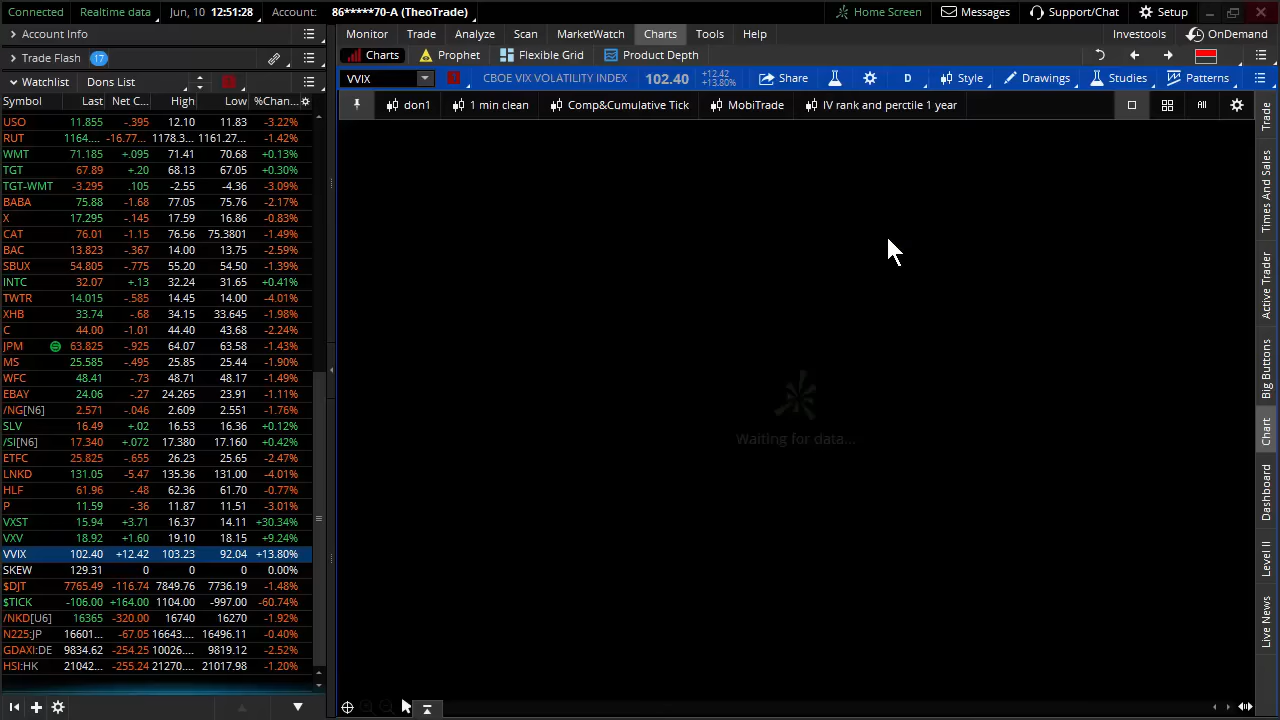 Connected Realtime data Jun, 10 12:51:28 Account: 86*****70-A (TheoTrade) Home Screen Messages Support/Chat Setup
Account Info
Trade Flash 17
Watchlist Dons List
Symbol Last Net C... High Low %Chan...
USO 11.855 -.395 12.10 11.83 -3.22%
RUT 1164.... -16.77... 1178.3... 1161.27... -1.42%
WMT 71.185 +.095 71.41 70.68 +0.13%
TGT 67.89 +.20 68.13 67.05 +0.30%
TGT-WMT -3.295 .105 -2.55 -4.36 -3.09%
BABA 75.88 -1.68 77.05 75.76 -2.17%
X 17.295 -.145 17.59 16.86 -0.83%
CAT 76.01 -1.15 76.56 75.3801 -1.49%
BAC 13.823 -.367 14.00 13.75 -2.59%
SBUX 54.805 -.775 55.20 54.50 -1.39%
INTC 32.07 +.13 32.24 31.65 +0.41%
TWTR 14.015 -.585 14.45 14.00 -4.01%
XHB 33.74 -.68 34.15 33.645 -1.98%
C 44.00 -1.01 44.40 43.68 -2.24%
JPM 63.825 -.925 64.07 63.58 -1.43%
MS 25.585 -.495 25.85 25.44 -1.90%
WFC 48.41 -.73 48.71 48.17 -1.49%
EBAY 24.06 -.27 24.265 23.91 -1.11%
/NG[N6] 2.571 -.046 2.609 2.551 -1.76%
SLV 16.49 +.02 16.53 16.36 +0.12%
/SI[N6] 17.340 +.072 17.380 17.160 +0.42%
ETFC 25.825 -.655 26.23 25.65 -2.47%
LNKD 131.05 -5.47 135.36 131.00 -4.01%
HLF 61.96 -.48 62.36 61.70 -0.77%
P 11.59 -.36 11.87 11.51 -3.01%
VXST 15.94 +3.71 16.37 14.11 +30.34%
VXV 18.92 +1.60 19.10 18.15 +9.24%
VVIX 102.40 +12.42 103.23 92.04 +13.80%
SKEW 129.31 0 0 0 0.00%
$DJT 7765.49 -116.74 7849.76 7736.19 -1.48%
$TICK -106.00 +164.00 1104.00 -997.00 -60.74%
/NKD[U6] 16365 -320.00 16740 16270 -1.92%
N225:JP 16601... -67.05 16643.... 16496.11 -0.40%
GDAXI:DE 9834.62 -254.25 10026.... 9819.12 -2.52%
HSI:HK 21042... -255.24 21270.... 21017.98 -1.20%
Monitor Trade Analyze Scan MarketWatch Charts Tools Help Investools OnDemand
Charts Prophet Flexible Grid Product Depth
VVIX 1 CBOE VIX VOLATILITY INDEX 102.40 +12.42 +13.80% Share D Style Drawings Studies Patterns
don1 1 min clean Comp&Cumulative Tick MobiTrade IV rank and perctile 1 year All
Waiting for data...
Trade
Times And Sales
Active Trader
Big Buttons
Chart
Dashboard
Level II
Live News